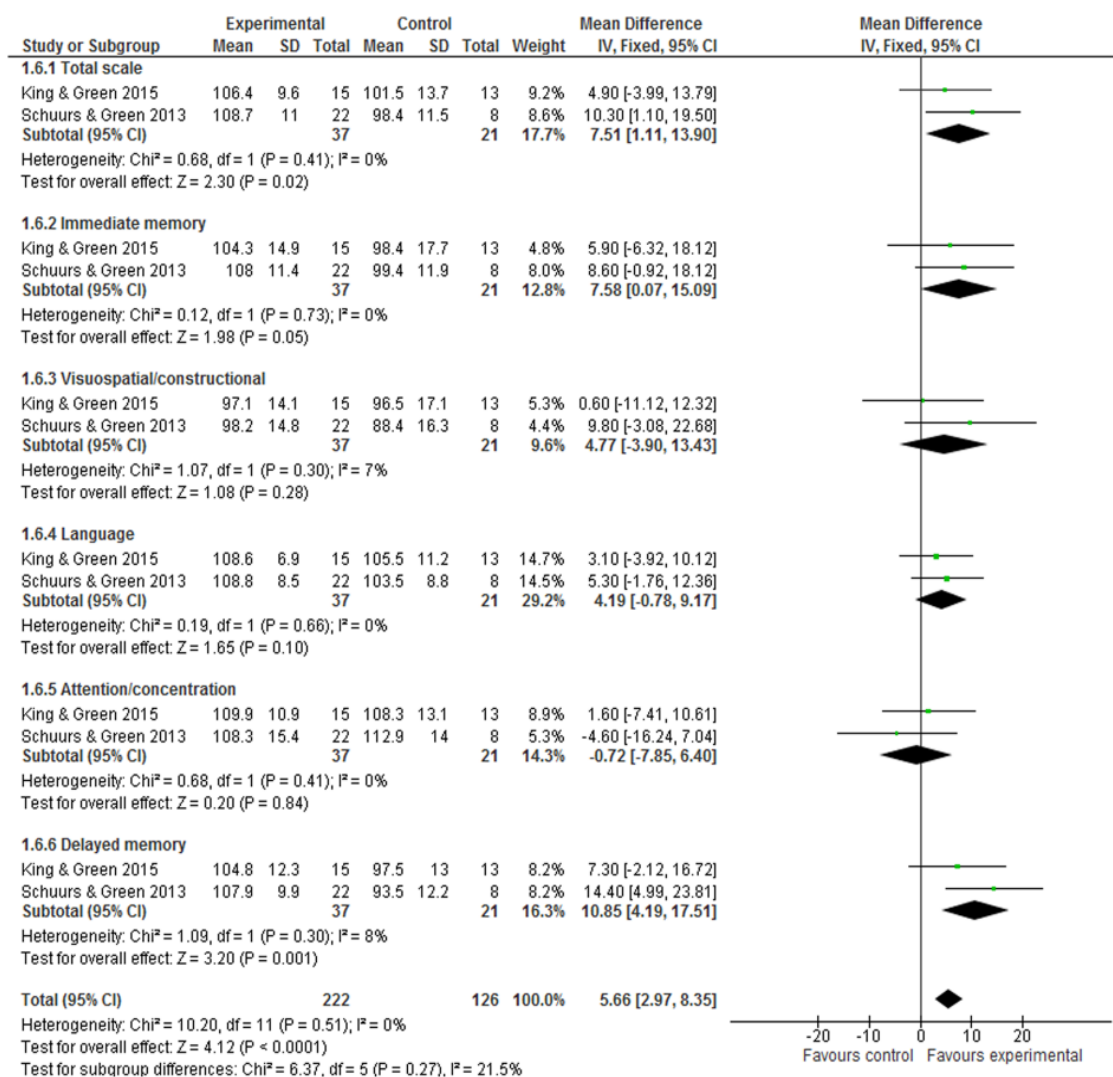 Experimental Control Mean Difference Mean Difference
Study or Subgroup Mean SD Total Mean SD Total Weight IV, Fixed, 95% CI IV, Fixed, 95% CI
1.6.1 Total scale
King & Green 2015 106.4 9.6 15 101.5 13.7 13 9.2% 4.90 [-3.99, 13.79]
Schuurs & Green 2013 108.7 11 22 98.4 11.5 8 8.6% 10.30 [1.10, 19.50]
Subtotal (95% CI) 37 21 17.7% 7.51 [1.11, 13.90]
Heterogeneity: Chi² = 0.68, df = 1 (P = 0.41); I² = 0%
Test for overall effect: Z = 2.30 (P = 0.02)
1.6.2 Immediate memory
King & Green 2015 104.3 14.9 15 98.4 17.7 13 4.8% 5.90 [-6.32, 18.12]
Schuurs & Green 2013 108 11.4 22 99.4 11.9 8 8.0% 8.60 [-0.92, 18.12]
Subtotal (95% CI) 37 21 12.8% 7.58 [0.07, 15.09]
Heterogeneity: Chi² = 0.12, df = 1 (P = 0.73); I² = 0%
Test for overall effect: Z = 1.98 (P = 0.05)
1.6.3 Visuospatial/constructional
King & Green 2015 97.1 14.1 15 96.5 17.1 13 5.3% 0.60 [-11.12, 12.32]
Schuurs & Green 2013 98.2 14.8 22 88.4 16.3 8 4.4% 9.80 [-3.08, 22.68]
Subtotal (95% CI) 37 21 9.6% 4.77 [-3.90, 13.43]
Heterogeneity: Chi² = 1.07, df = 1 (P = 0.30); I² = 7%
Test for overall effect: Z = 1.08 (P = 0.28)
1.6.4 Language
King & Green 2015 108.6 6.9 15 105.5 11.2 13 14.7% 3.10 [-3.92, 10.12]
Schuurs & Green 2013 108.8 8.5 22 103.5 8.8 8 14.5% 5.30 [-1.76, 12.36]
Subtotal (95% CI) 37 21 29.2% 4.19 [-0.78, 9.17]
Heterogeneity: Chi² = 0.19, df = 1 (P = 0.66); I² = 0%
Test for overall effect: Z = 1.65 (P = 0.10)
1.6.5 Attention/concentration
King & Green 2015 109.9 10.9 15 108.3 13.1 13 8.9% 1.60 [-7.41, 10.61]
Schuurs & Green 2013 108.3 15.4 22 112.9 14 8 5.3% -4.60 [-16.24, 7.04]
Subtotal (95% CI) 37 21 14.3% -0.72 [-7.85, 6.40]
Heterogeneity: Chi² = 0.68, df = 1 (P = 0.41); I² = 0%
Test for overall effect: Z = 0.20 (P = 0.84)
1.6.6 Delayed memory
King & Green 2015 104.8 12.3 15 97.5 13 13 8.2% 7.30 [-2.12, 16.72]
Schuurs & Green 2013 107.9 9.9 22 93.5 12.2 8 8.2% 14.40 [4.99, 23.81]
Subtotal (95% CI) 37 21 16.3% 10.85 [4.19, 17.51]
Heterogeneity: Chi² = 1.09, df = 1 (P = 0.30); I² = 8%
Test for overall effect: Z = 3.20 (P = 0.001)
Total (95% CI) 222 126 100.0% 5.66 [2.97, 8.35]
Heterogeneity: Chi² = 10.20, df = 11 (P = 0.51); I² = 0%
Test for overall effect: Z = 4.12 (P < 0.0001)
Test for subgroup differences: Chi² = 6.37, df = 5 (P = 0.27), I² = 21.5%
-20 -10 0 10 20
Favours control Favours experimental